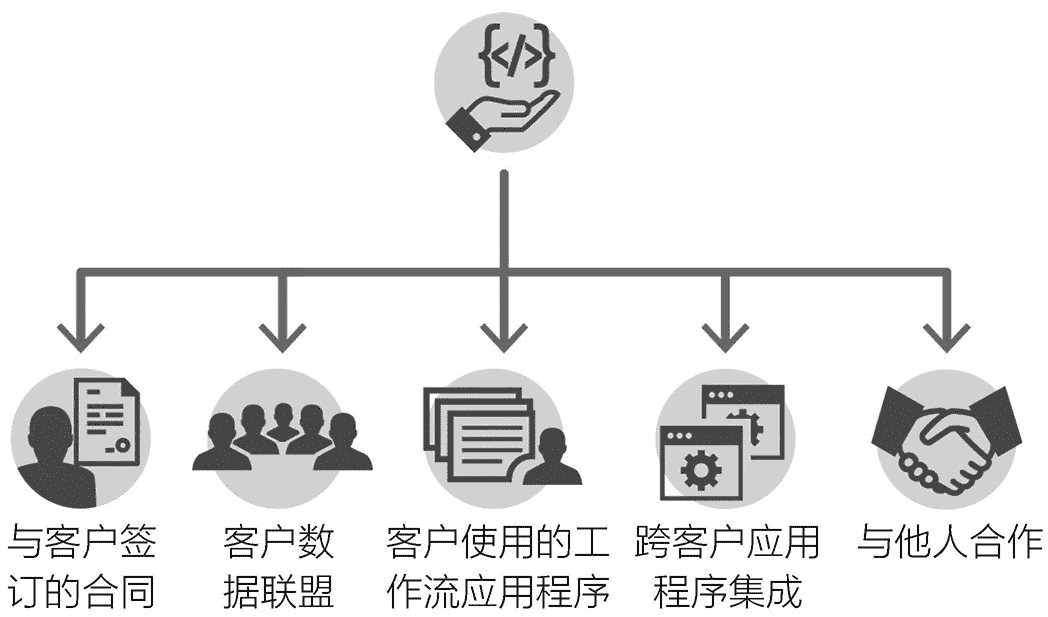 {</>}
与客户签
订的合同
客户数
据联盟
客户使用的工
作流应用程序
跨客户应用
程序集成
与他人合作